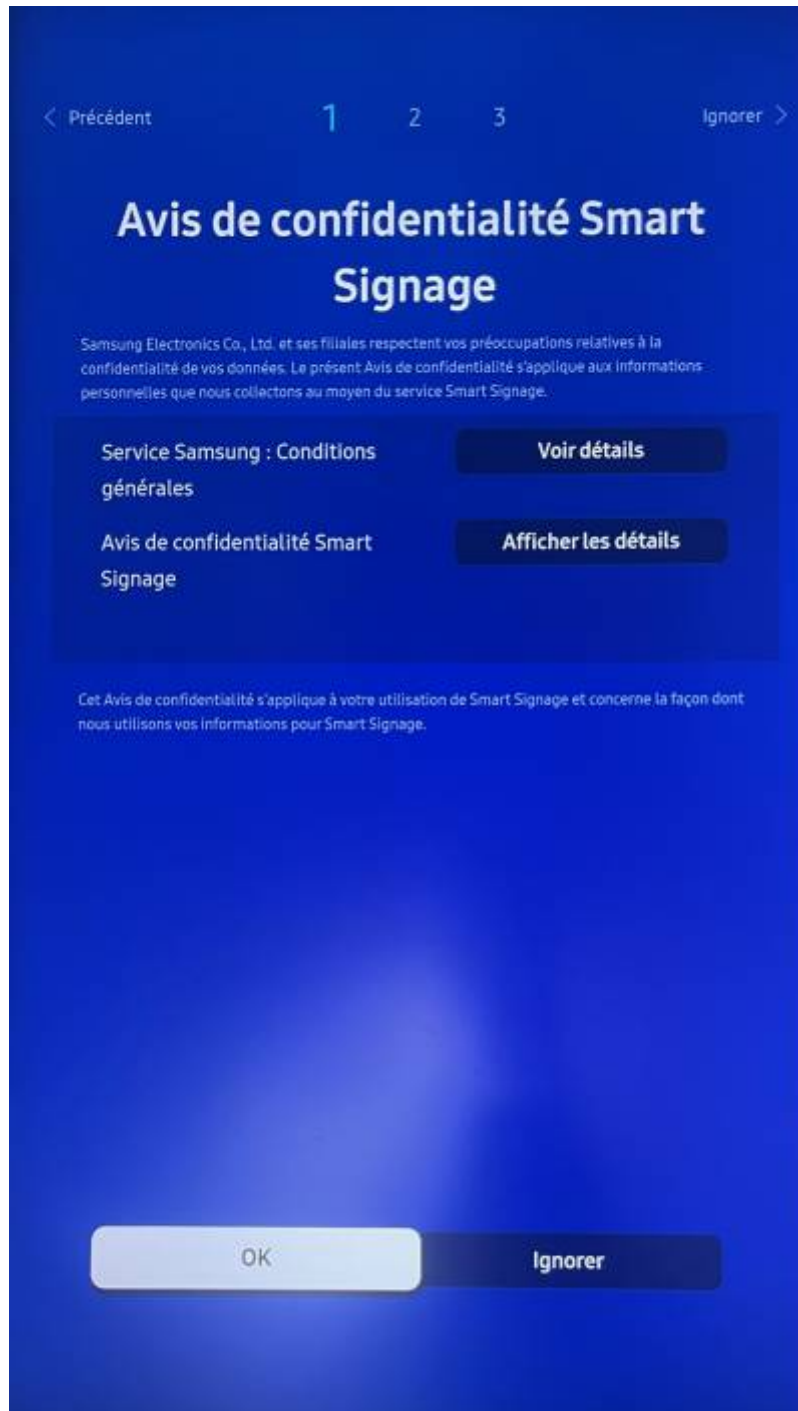 < Précédent 1 2 3 Ignorer >
Avis de confidentialité Smart
Signage
Samsung Electronics Co., Ltd. et ses filiales respectent vos préoccupations relatives à la
confidentialité de vos données. Le présent Avis de confidentialité s'applique aux informations
personnelles que nous collectons au moyen du service Smart Signage.
Service Samsung : Conditions
générales
Voir détails
Avis de confidentialité Smart
Signage
Afficher les détails
Cet Avis de confidentialité s'applique à votre utilisation de Smart Signage et concerne la façon dont
nous utilisons vos informations pour Smart Signage.
OK Ignorer